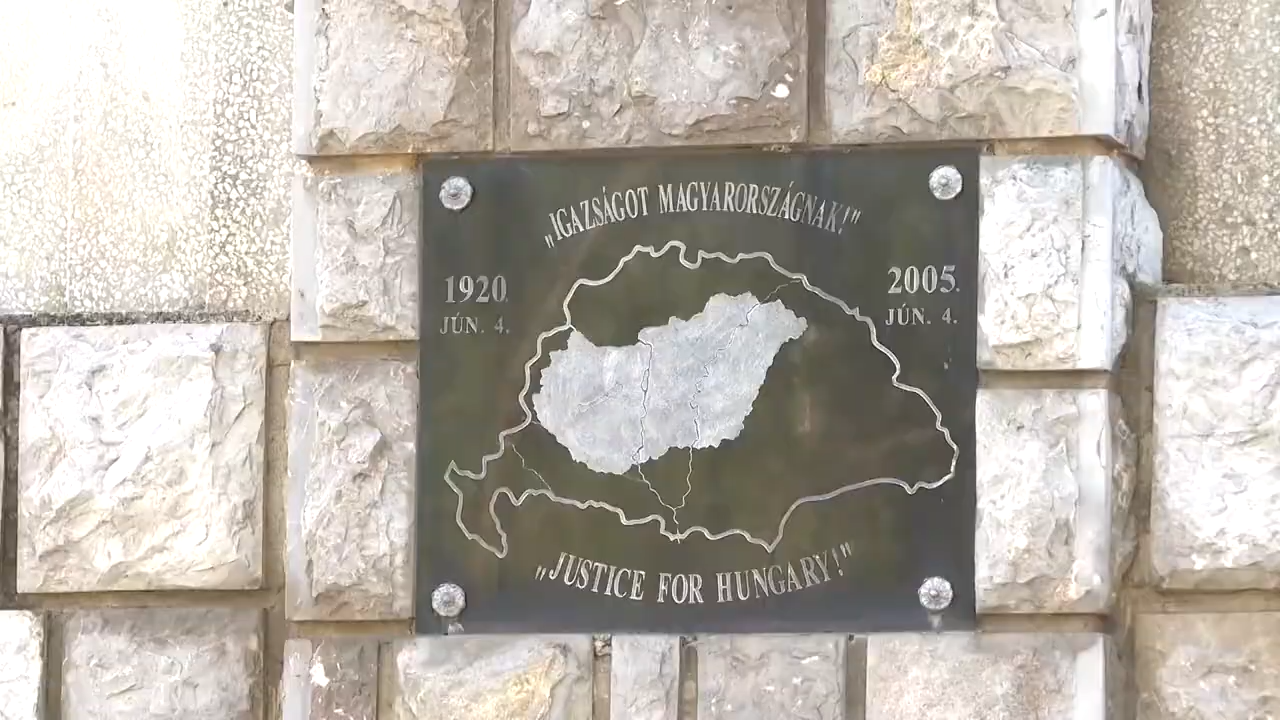 „IGAZSÁGOT MAGYARORSZÁGNAK!"
1920.
JÚN. 4.
2005.
JÚN. 4.
„JUSTICE FOR HUNGARY!"